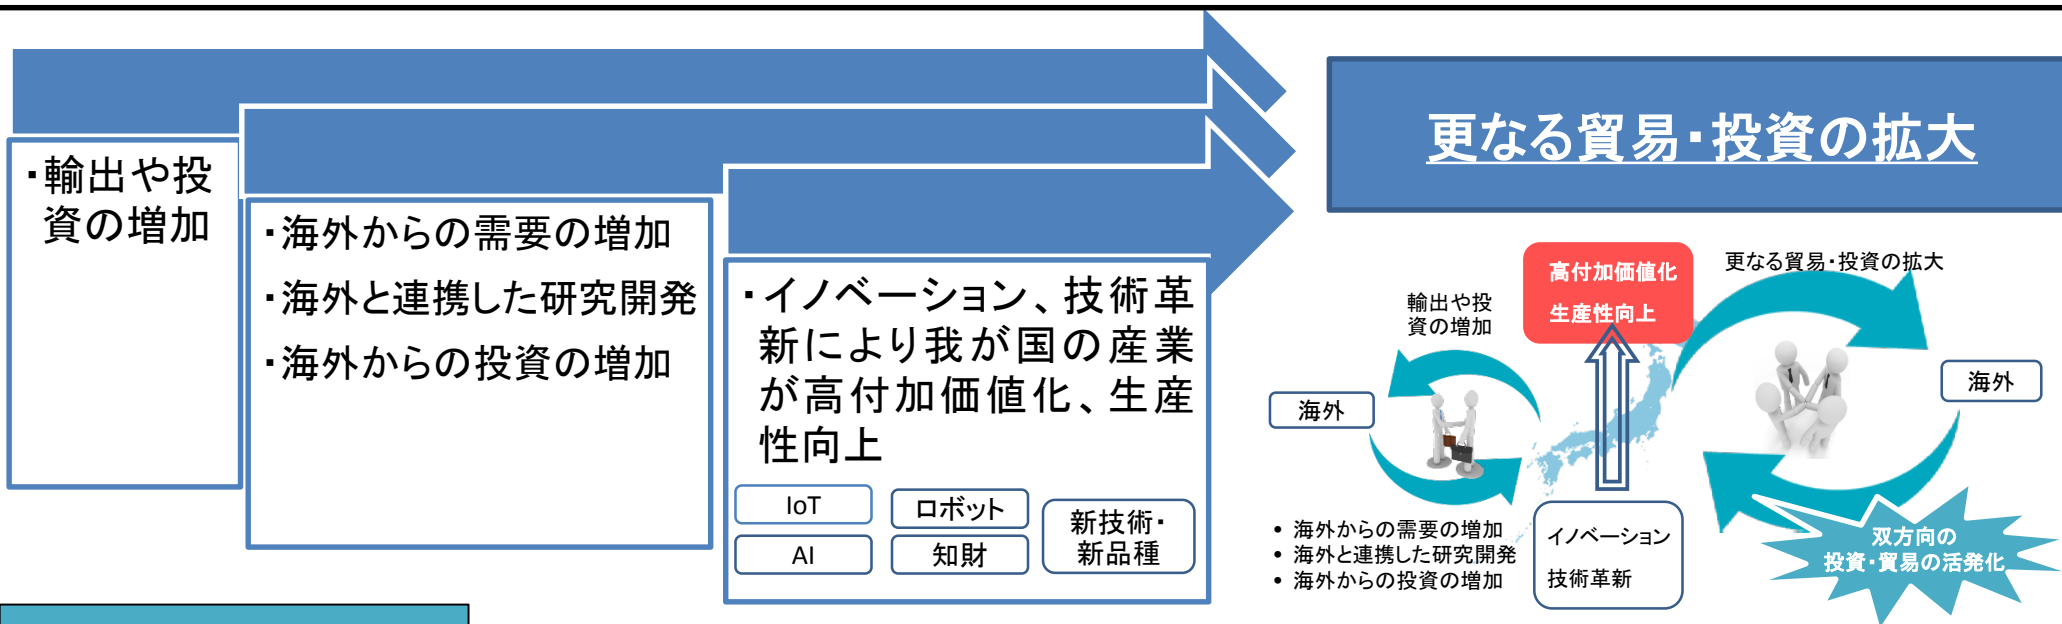 ・輸出や投
資の増加
・海外からの需要の増加
・海外と連携した研究開発
・海外からの投資の増加
・イノベーション、技術革
新により我が国の産業
が高付加価値化、生産
性向上
IoT
ロボット
AI
知財
新技術・
新品種
更なる貿易・投資の拡大
高付加価値化
生産性向上
更なる貿易・投資の拡大
輸出や投
資の増加
海外
海外
• 海外からの需要の増加
• 海外と連携した研究開発
• 海外からの投資の増加
イノベーション
技術革新
双方向の
投資・貿易の活発化